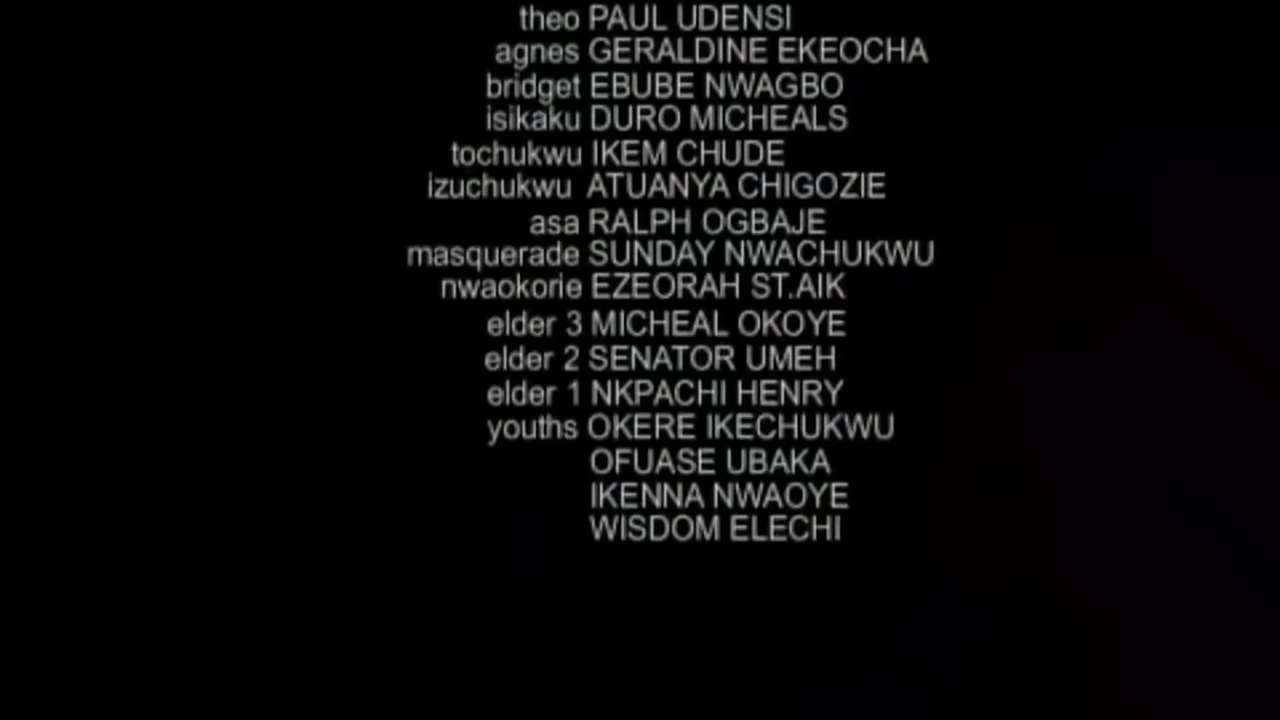 theo PAUL UDENSI
agnes GERALDINE EKEOCHA
bridget EBUBE NWAGBO
isikaku DURO MICHEALS
tochukwu IKEM CHUDE
izuchukwu ATUANYA CHIGOZIE
asa RALPH OGBAJE
masquerade SUNDAY NWACHUKWU
nwaokorie EZEORAH ST.AIK
elder 3 MICHEAL OKOYE
elder 2 SENATOR UMEH
elder 1 NKPACHI HENRY
youths OKERE IKECHUKWU
OFUASE UBAKA
IKENNA NWAOYE
WISDOM ELECHI